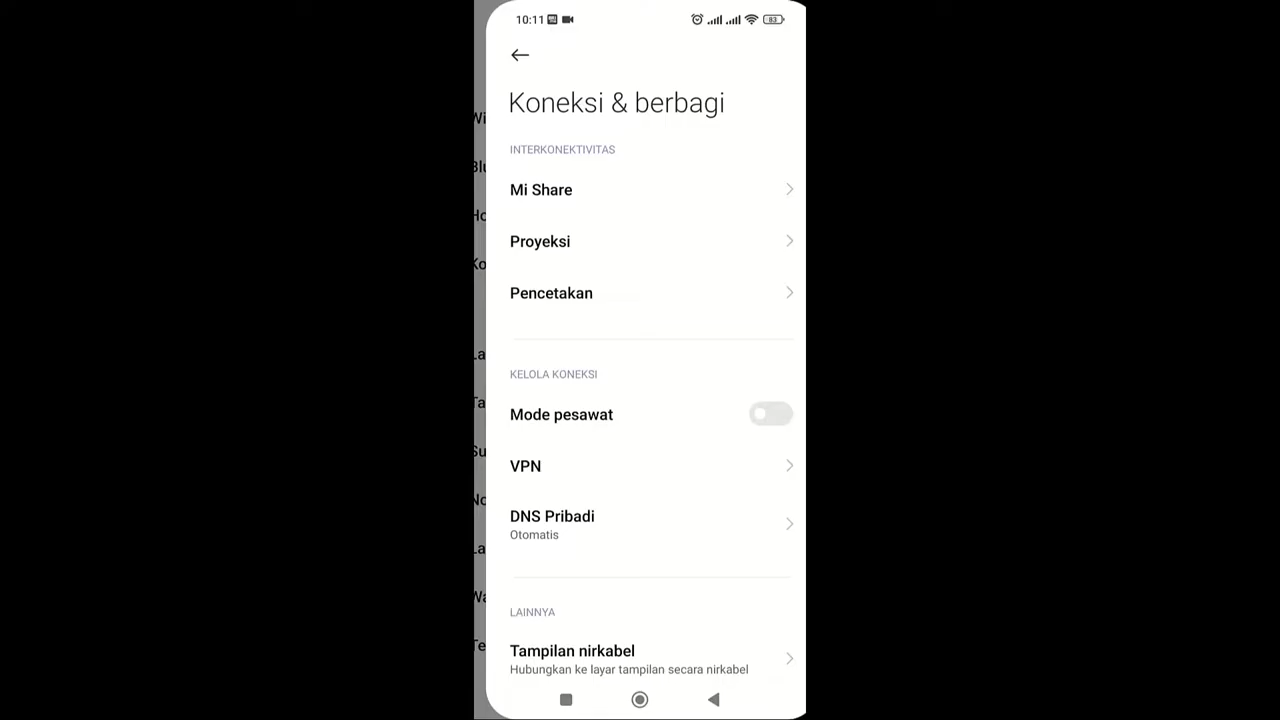 10:11
83
Koneksi & berbagi
INTERKONEKTIVITAS
Mi Share
Proyeksi
Pencetakan
KELOLA KONEKSI
Mode pesawat
VPN
DNS Pribadi
Otomatis
LAINNYA
Tampilan nirkabel
Hubungkan ke layar tampilan secara nirkabel